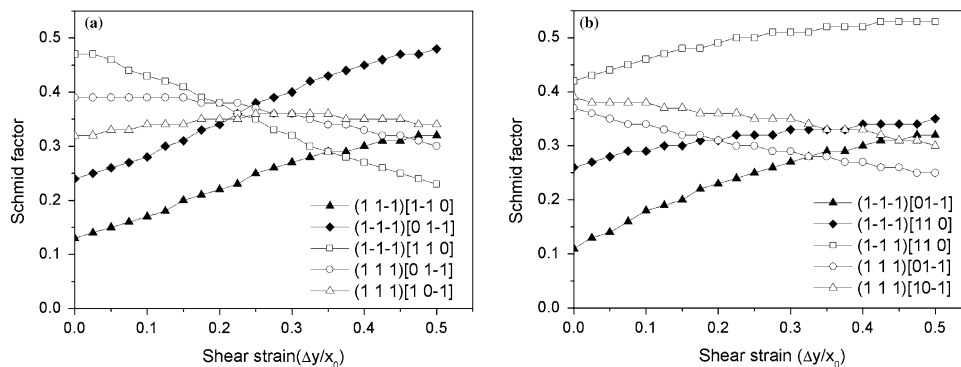 (a)
0.5
0.4
0.3
0.2
0.1
0.0
Schmid factor
(1 1-1)[1-1 0]
(1-1-1)[0 1-1]
(1-1-1)[1 1 0]
(1 1 1)[0 1-1]
(1 1 1)[1 0-1]
0.0 0.1 0.2 0.3 0.4 0.5
Shear strain(Δy/x₀)
(b)
0.5
0.4
0.3
0.2
0.1
0.0
Schmid factor
(1-1-1)[01-1]
(1-1-1)[11 0]
(1-1 1)[11 0]
(1 1 1)[01-1]
(1 1 1)[10-1]
0.0 0.1 0.2 0.3 0.4 0.5
Shear strain (Δy/x₀)